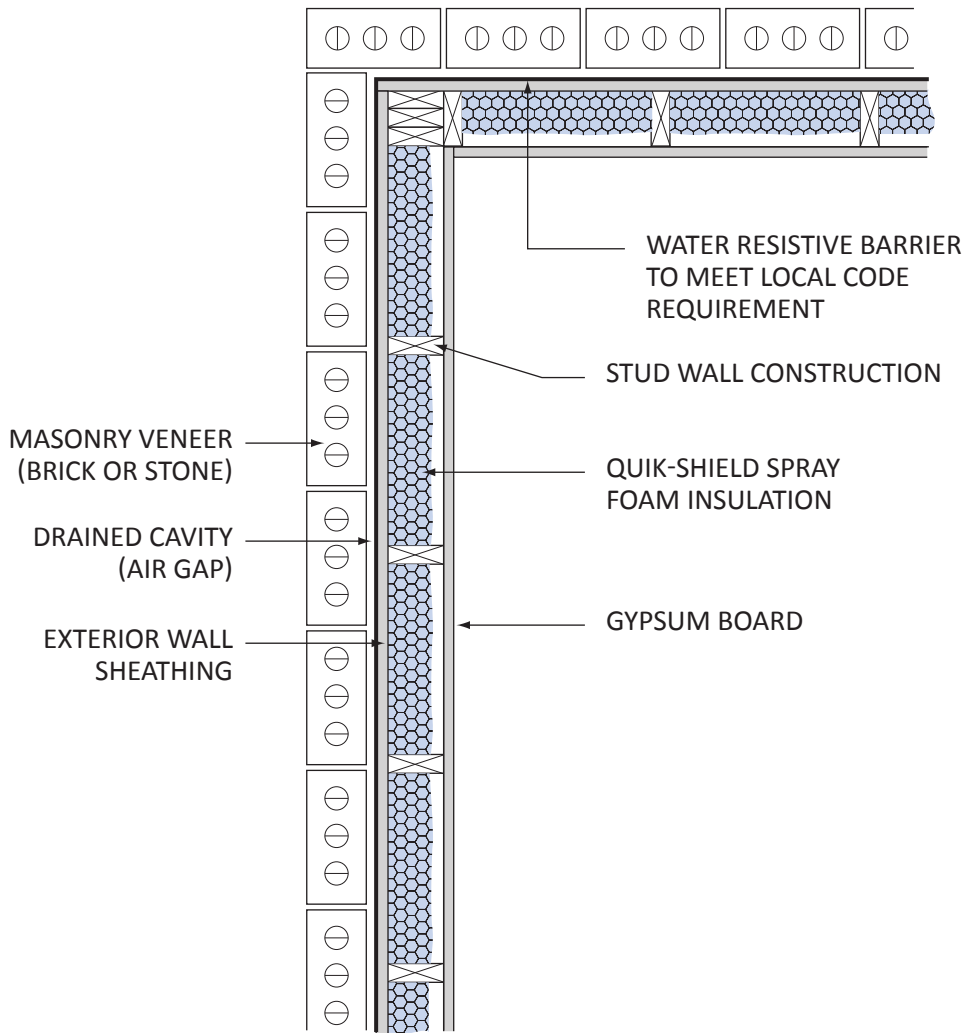 WATER RESISTIVE BARRIER
TO MEET LOCAL CODE
REQUIREMENT
STUD WALL CONSTRUCTION
MASONRY VENEER
(BRICK OR STONE)
QUIK-SHIELD SPRAY
FOAM INSULATION
DRAINED CAVITY
(AIR GAP)
GYPSUM BOARD
EXTERIOR WALL
SHEATHING